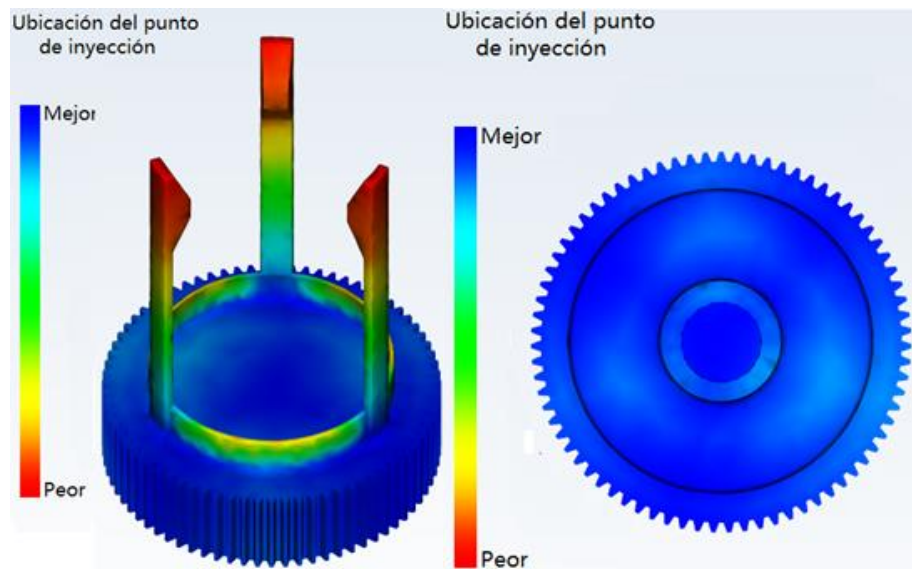 Ubicación del punto
de inyección
Mejor
Peor
Ubicación del punto
de inyección
Mejor
Peor